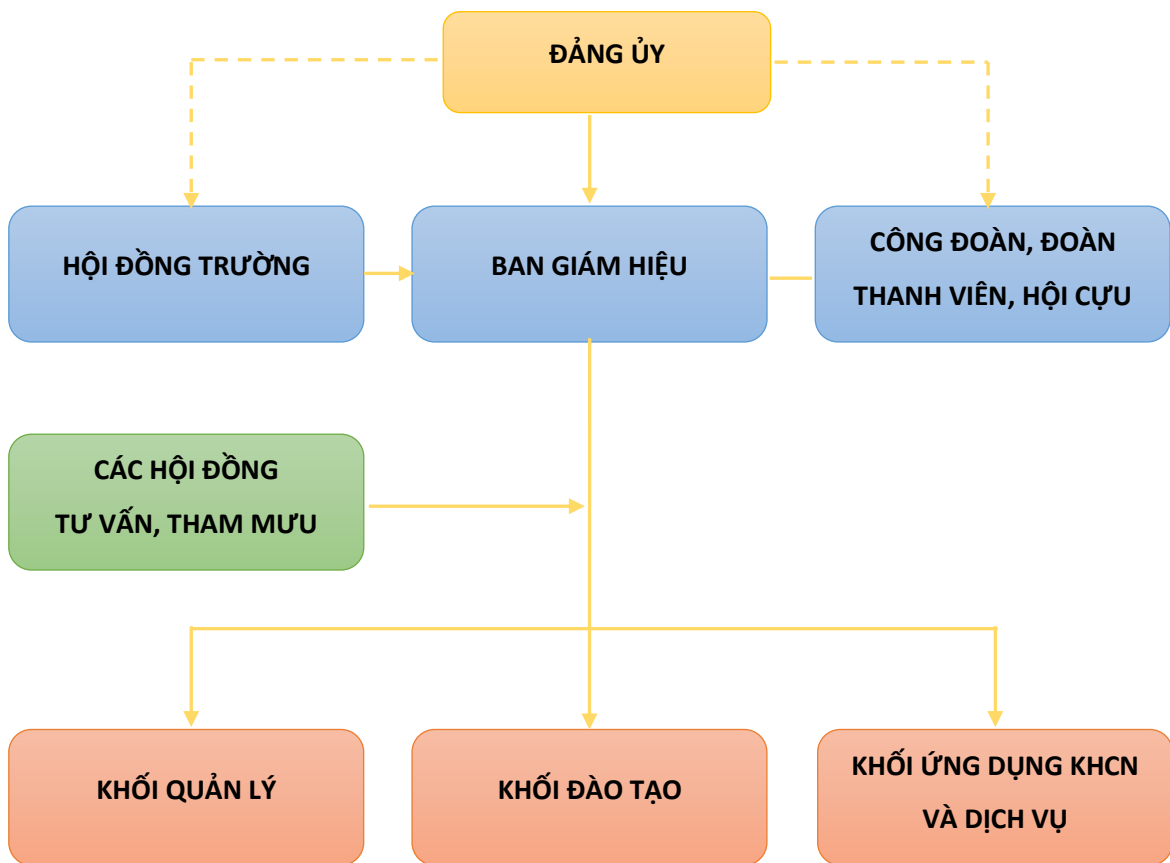 ĐẢNG ỦY
HỘI ĐỒNG TRƯỜNG
BAN GIÁM HIỆU
CÔNG ĐOÀN, ĐOÀN
THANH VIÊN, HỘI CỰU
CÁC HỘI ĐỒNG
TƯ VẤN, THAM MƯU
KHỐI QUẢN LÝ
KHỐI ĐÀO TẠO
KHỐI ỨNG DỤNG KHCN
VÀ DỊCH VỤ